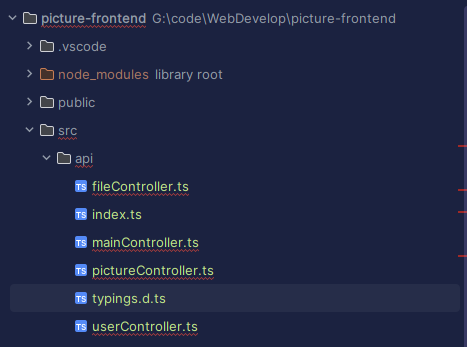 picture-frontend G:\code\WebDevelop\picture-frontend
.vscode
node_modules library root
public
src
api
TS fileController.ts
TS index.ts
TS mainController.ts
TS pictureController.ts
TS typings.d.ts
TS userController.ts